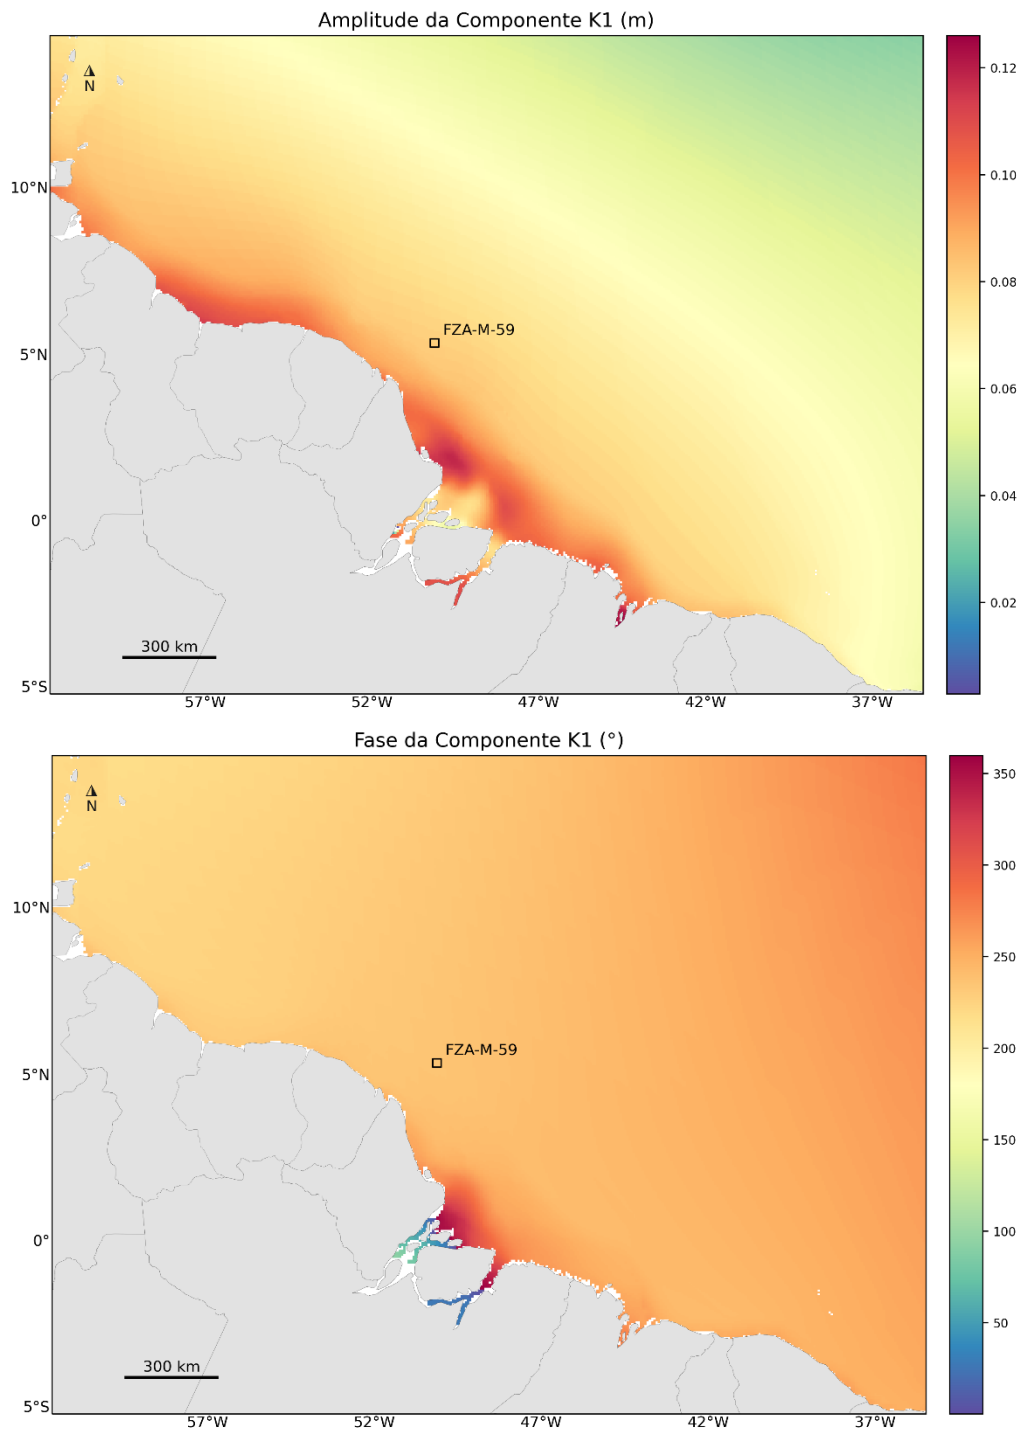 Amplitude da Componente K1 (m)
N
10°N
5°N
0°
5°S
FZA-M-59
300 km
57°W
52°W
47°W
42°W
37°W
0.12
0.10
0.08
0.06
0.04
0.02
Fase da Componente K1 (°)
N
10°N
5°N
0°
5°S
FZA-M-59
300 km
57°W
52°W
47°W
42°W
37°W
350
300
250
200
150
100
50